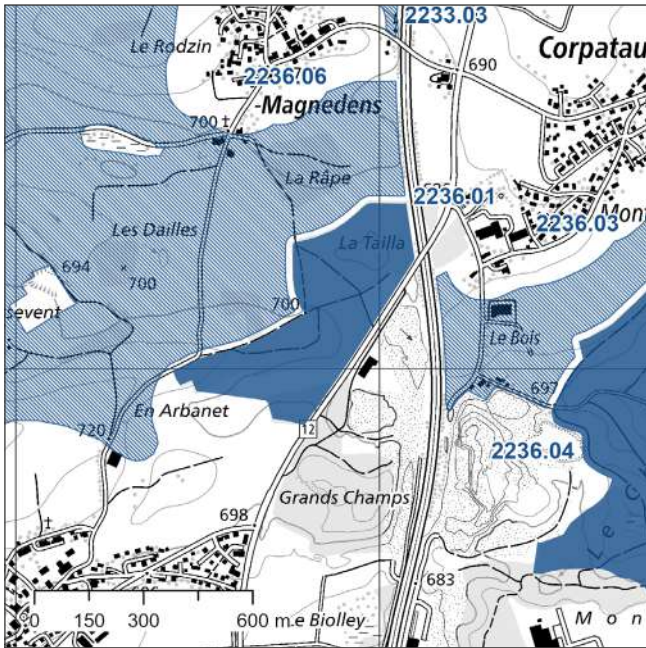 2233.03
Le Rodzin
Corpatau
690
2236.06
-Magnedens
700
La Râpe
2236.01
Les Dailles
La Tailla
2236.03
Mont
694
700
700
sevent
Le Bois
697
En Arbanet
720
12
2236.04
Grands Champs
698
683
0 150 300 600 m
e Biolley
Mon